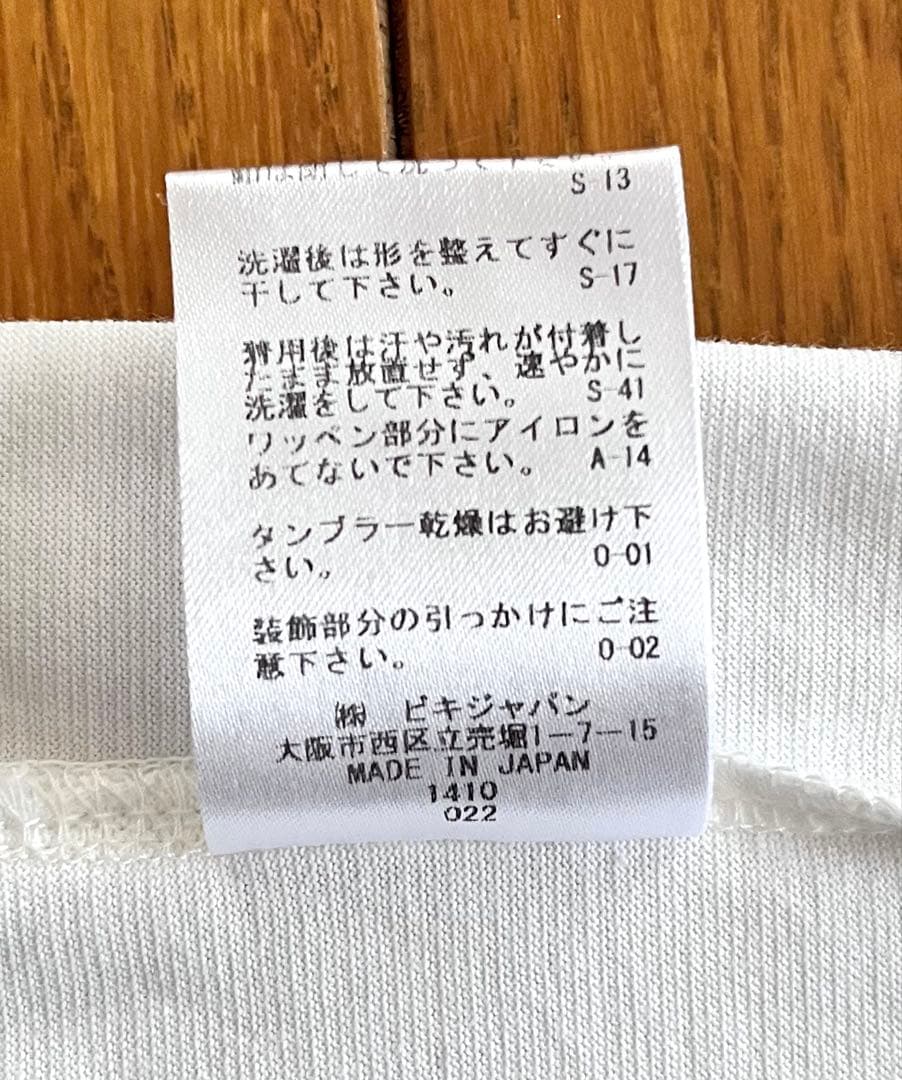 S-13
洗濯後は形を整えてすぐに
干して下さい。 S-17
着用後は汗や汚れが付着し
たまま放置せず、速やかに
洗濯をして下さい。 S-41
ワッペン部分にアイロンを
あてないで下さい。 A-14
タンブラー乾燥はお避け下
さい。 O-01
装飾部分の引っかけにご注
意下さい。 O-02
㈱ ビキジャパン
大阪市西区立売堀1-7-15
MADE IN JAPAN
1410
022